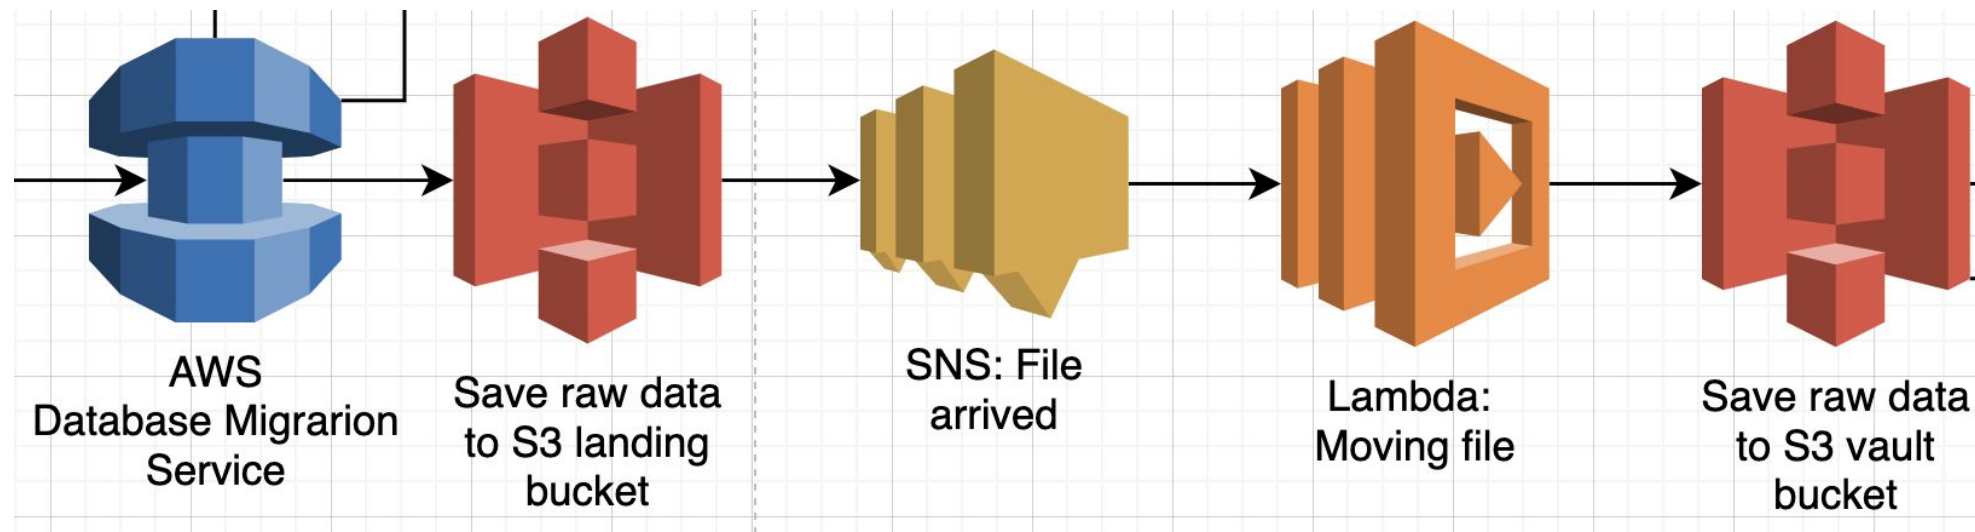 AWS
Database Migrarion
Service
Save raw data
to S3 landing
bucket
SNS: File
arrived
Lambda:
Moving file
Save raw data
to S3 vault
bucket